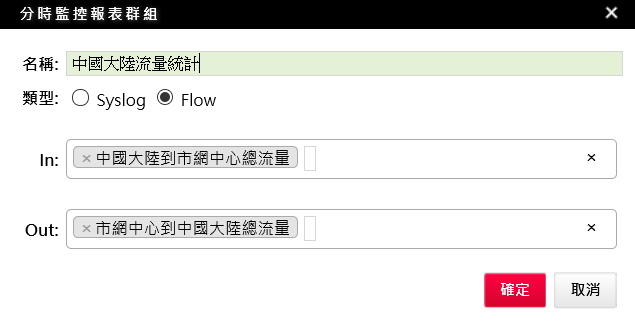 分時監控報表群組 ×
名稱: 中國大陸流量統計
類型: Syslog Flow
In: × 中國大陸到市網中心總流量 ×
Out: × 市網中心到中國大陸總流量 ×
確定 取消